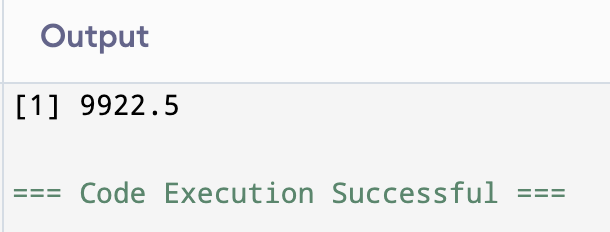 Output
[1] 9922.5
=== Code Execution Successful ===